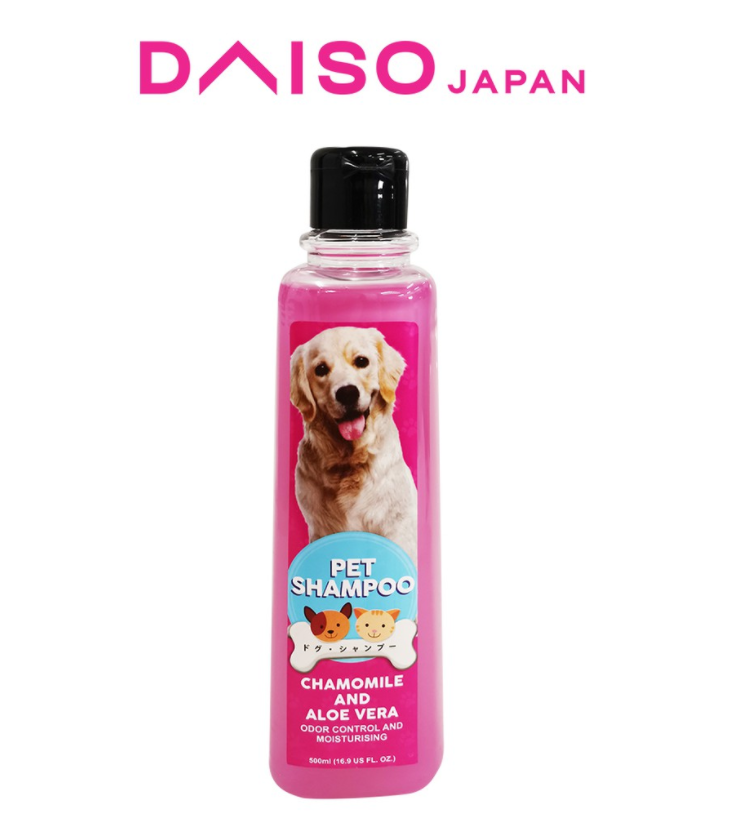 DAISO JAPAN
PET
SHAMPOO
ドグ・シャンプー
CHAMOMILE
AND
ALOE VERA
ODOR CONTROL AND
MOISTURISING
500ml (16.9 US FL. OZ.)